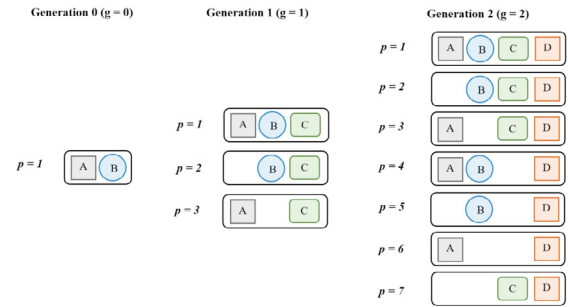 Generation 0 (g = 0)
Generation 1 (g = 1)
Generation 2 (g = 2)
p = 1 A B
p = 1 A B C
p = 2 B C
p = 3 A C
p = 1 A B C D
p = 2 B C D
p = 3 A C D
p = 4 A B D
p = 5 B D
p = 6 A D
p = 7 C D